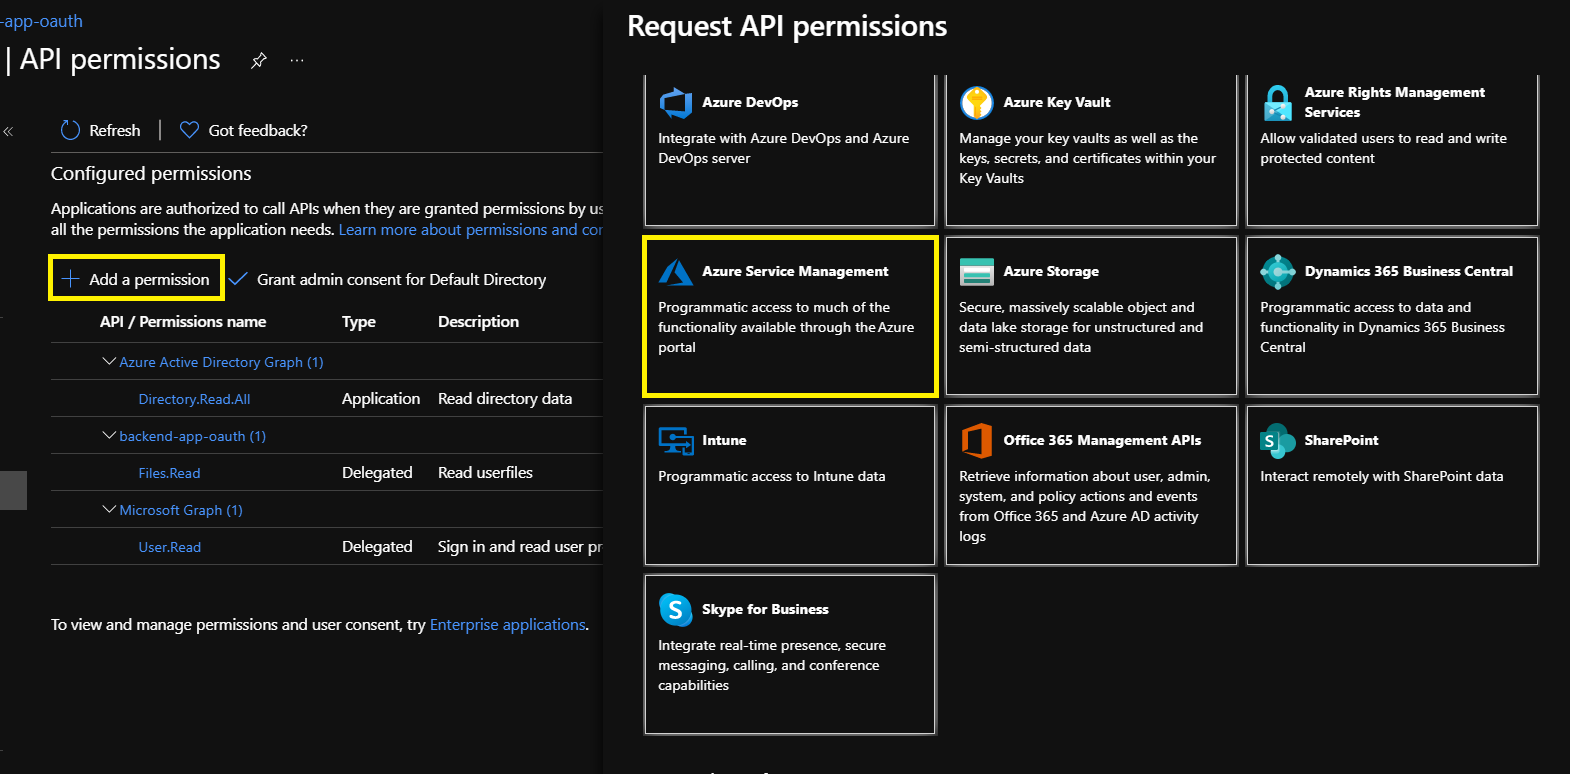 -app-oauth
| API permissions
Refresh | Got feedback?
Configured permissions
Applications are authorized to call APIs when they are granted permissions by us
all the permissions the application needs. Learn more about permissions and con
Add a permission
Grant admin consent for Default Directory
API / Permissions name Type Description
Azure Active Directory Graph (1)
Directory.Read.All Application Read directory data
backend-app-oauth (1)
Files.Read Delegated Read userfiles
Microsoft Graph (1)
User.Read Delegated Sign in and read user pr
To view and manage permissions and user consent, try Enterprise applications.
Request API permissions
Azure DevOps
Integrate with Azure DevOps and Azure
DevOps server
Azure Key Vault
Manage your key vaults as well as the
keys, secrets, and certificates within your
Key Vaults
Azure Rights Management
Services
Allow validated users to read and write
protected content
Azure Service Management
Programmatic access to much of the
functionality available through the Azure
portal
Azure Storage
Secure, massively scalable object and
data lake storage for unstructured and
semi-structured data
Dynamics 365 Business Central
Programmatic access to data and
functionality in Dynamics 365 Business
Central
Intune
Programmatic access to Intune data
Office 365 Management APIs
Retrieve information about user, admin,
system, and policy actions and events
from Office 365 and Azure AD activity
logs
SharePoint
Interact remotely with SharePoint data
Skype for Business
Integrate real-time presence, secure
messaging, calling, and conference
capabilities